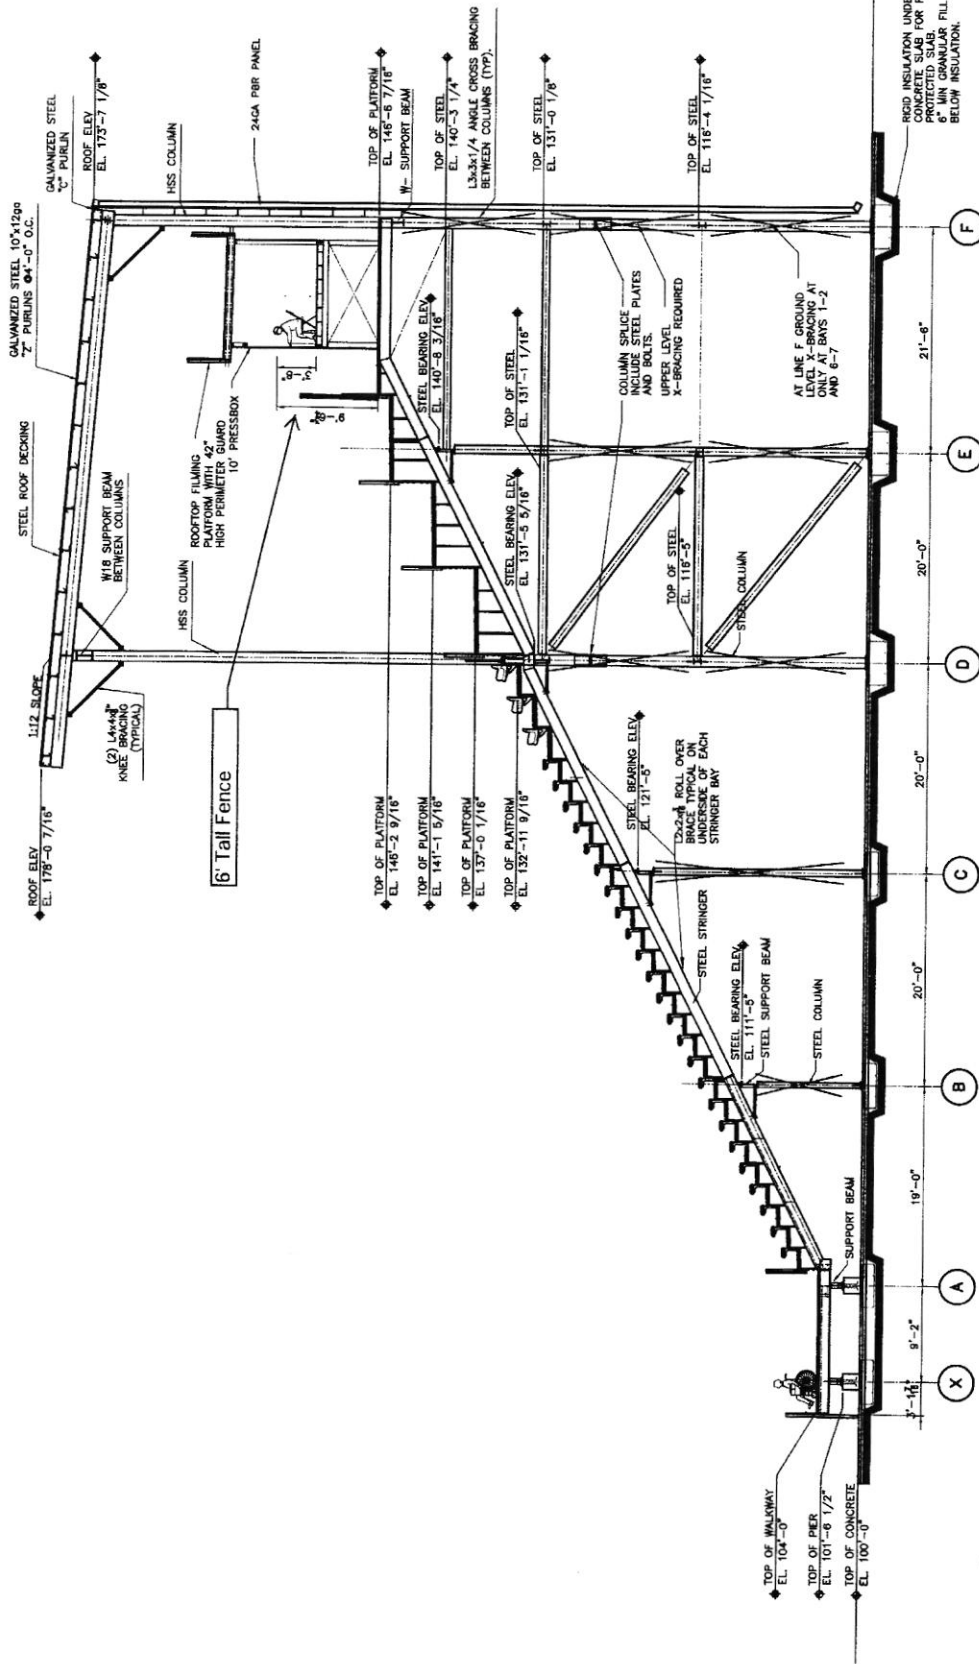 STEEL ROOF DECKING
GALVANIZED STEEL 10"x12ga
"Z" PURLINS @4'-0" O.C.
GALVANIZED STEEL
"C" PURLIN
ROOF ELEV
EL. 173'-7 1/8"
HSS COLUMN
24GA PBR PANEL
TOP OF PLATFORM
EL. 146'-6 7/16"
W- SUPPORT BEAM
TOP OF STEEL
EL. 140'-3 1/4"
L3x3x1/4 ANGLE CROSS BRACING
BETWEEN COLUMNS (TYP).
TOP OF STEEL
EL. 131'-0 1/8"
TOP OF STEEL
EL. 116'-4 1/16"
RIGID INSULATION UNDE
CONCRETE SLAB FOR F
PROTECTED SLAB.
6" MIN GRANULAR FILL
BELOW INSULATION.
1:12 SLOPE
W18 SUPPORT BEAM
BETWEEN COLUMNS
HSS COLUMN
ROOFTOP FILMING
PLATFORM WITH 42"
HIGH PERIMETER GUARD
10' PRESSBOX
3'-8"
STEEL BEARING ELEV
EL. 140'-8 3/16"
TOP OF STEEL
EL. 131'-1 1/16"
STEEL BEARING ELEV
EL. 131'-5 5/16"
COLUMN SPLICE
INCLUDE STEEL PLATES
AND BOLTS.
UPPER LEVEL
X-BRACING REQUIRED
TOP OF STEEL
EL. 116'-5"
STEEL COLUMN
AT LINE F GROUND
LEVEL X-BRACING AT
ONLY AT BAYS 1-2
AND 6-7
ROOF ELEV
EL. 178'-0 7/16"
KNEE BRACING
(TYPICAL)
6' Tall Fence
TOP OF PLATFORM
EL. 146'-2 9/16"
TOP OF PLATFORM
EL. 141'-1 5/16"
TOP OF PLATFORM
EL. 137'-0 1/16"
TOP OF PLATFORM
EL. 132'-11 9/16"
STEEL BEARING ELEV
EL. 121'-5"
ROLL OVER
BRACE TYPICAL ON
UNDERSIDE OF EACH
STRINGER BAY
STEEL STRINGER
STEEL BEARING ELEV
EL. 111'-5"
STEEL SUPPORT BEAM
STEEL COLUMN
SUPPORT BEAM
TOP OF WALKWAY
EL. 104'-0"
TOP OF PIER
EL. 101'-6 1/2"
TOP OF CONCRETE
EL. 100'-0"
9'-2"
19'-0"
20'-0"
20'-0"
20'-0"
21'-6"
X
A
B
C
D
E
F